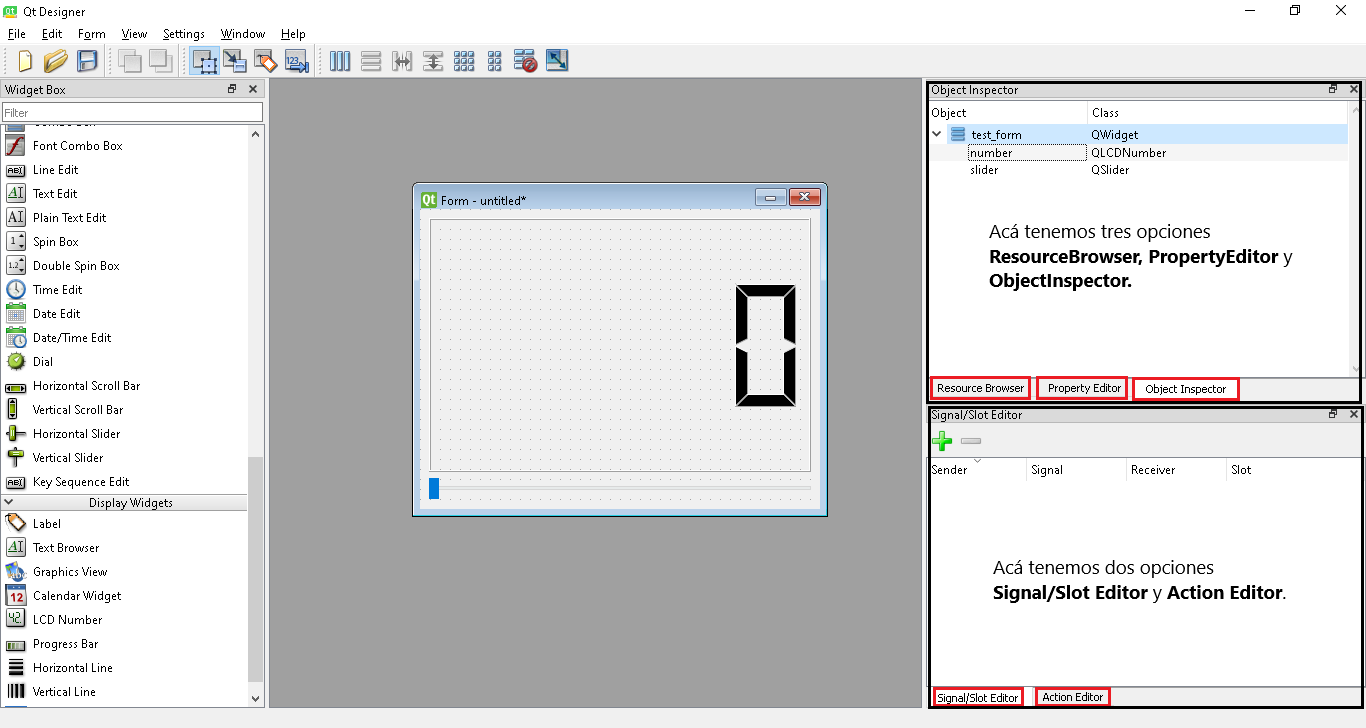 Qt Designer
File Edit Form View Settings Window Help
Widget Box
Filter
Font Combo Box
Line Edit
Text Edit
Plain Text Edit
Spin Box
Double Spin Box
Time Edit
Date Edit
Date/Time Edit
Dial
Horizontal Scroll Bar
Vertical Scroll Bar
Horizontal Slider
Vertical Slider
Key Sequence Edit
Display Widgets
Label
Text Browser
Graphics View
Calendar Widget
LCD Number
Progress Bar
Horizontal Line
Vertical Line
Form - untitled*
0
Object Inspector
Object Class
test_form QWidget
number QLCDNumber
slider QSlider
Acá tenemos tres opciones
ResourceBrowser, PropertyEditor y
ObjectInspector.
Resource Browser Property Editor Object Inspector
Signal/Slot Editor
Sender Signal Receiver Slot
Acá tenemos dos opciones
Signal/Slot Editor y Action Editor.
Signal/Slot Editor Action Editor